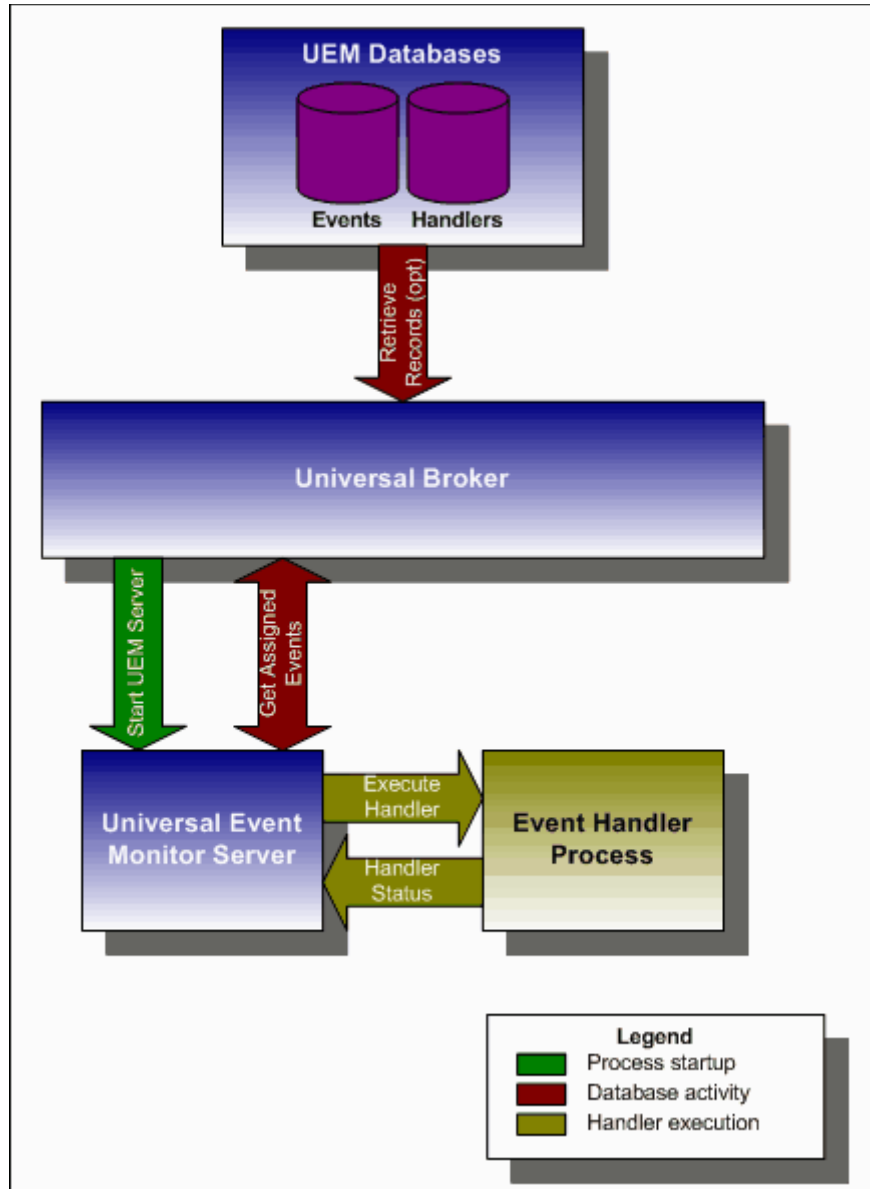 UEM Databases
Events
Handlers
Retrieve
Records (opt)
Universal Broker
Start UEM Server
Get Assigned
Events
Universal Event
Monitor Server
Execute
Handler
Handler
Status
Event Handler
Process
Legend
Process startup
Database activity
Handler execution